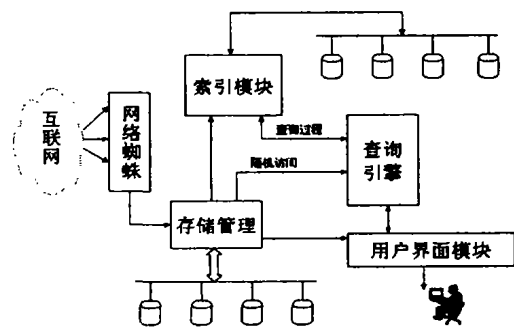 索引模块
互联网
网络蜘蛛
查询过程
查询引擎
随机访问
存储管理
用户界面模块